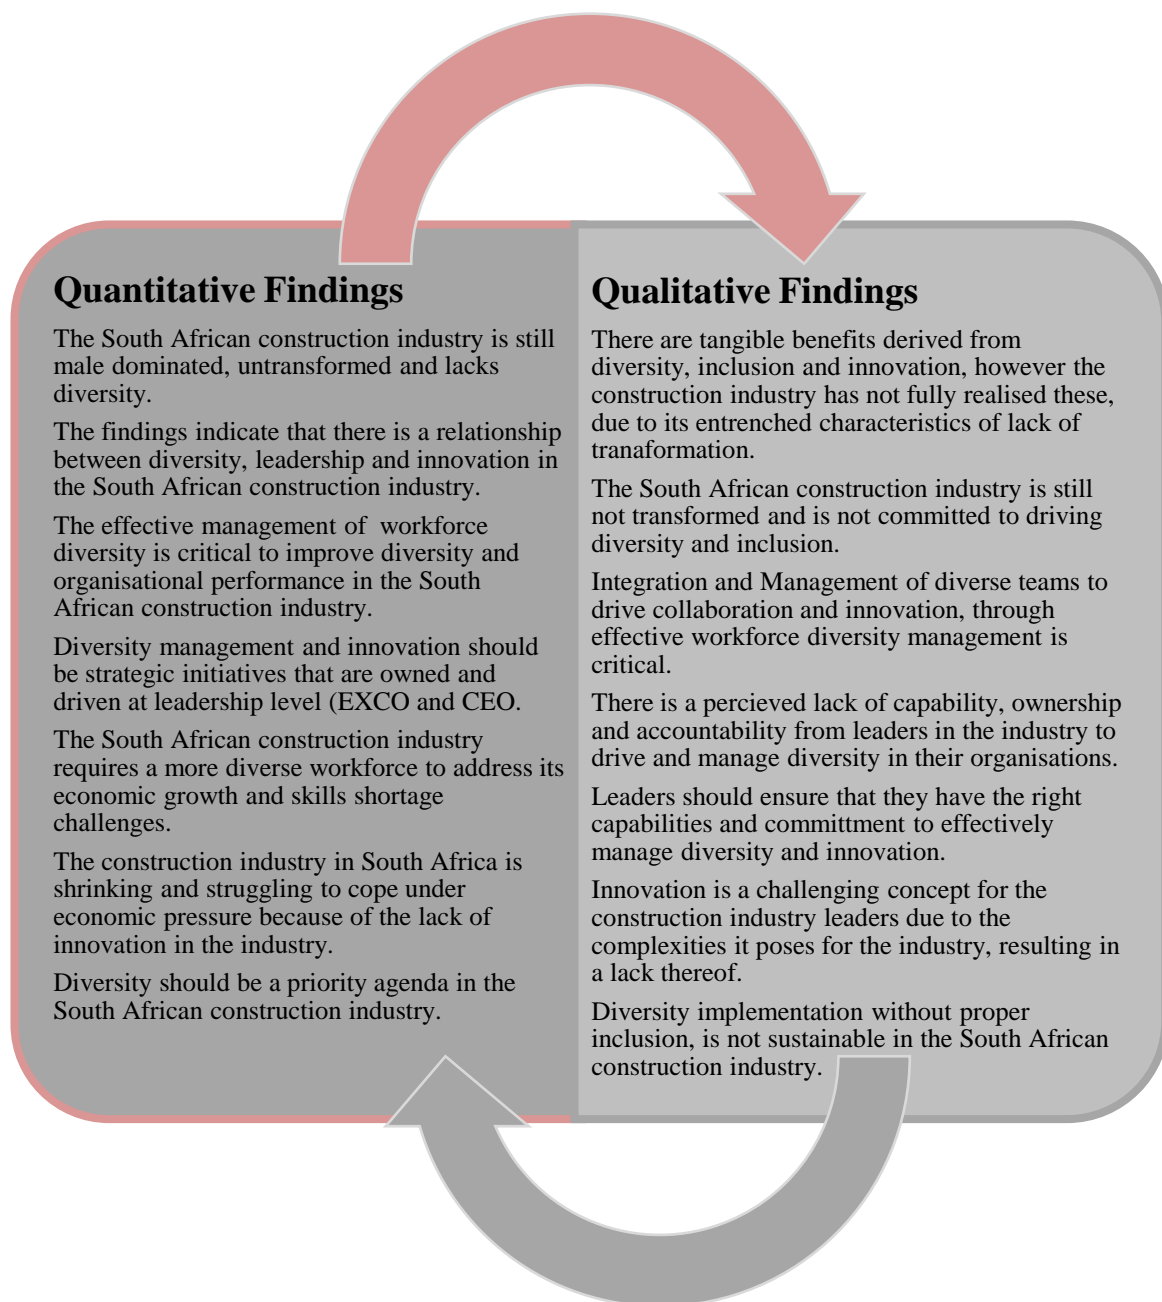 Quantitative Findings
The South African construction industry is still
male dominated, untransformed and lacks
diversity.
The findings indicate that there is a relationship
between diversity, leadership and innovation in
the South African construction industry.
The effective management of  workforce
diversity is critical to improve diversity and
organisational performance in the South
African construction industry.
Diversity management and innovation should
be strategic initiatives that are owned and
driven at leadership level (EXCO and CEO.
The South African construction industry
requires a more diverse workforce to address its
economic growth and skills shortage
challenges.
The construction industry in South Africa is
shrinking and struggling to cope under
economic pressure because of the lack of
innovation in the industry.
Diversity should be a priority agenda in the
South African construction industry.
Qualitative Findings
There are tangible benefits derived from
diversity, inclusion and innovation, however the
construction industry has not fully realised these,
due to its entrenched characteristics of lack of
tranaformation.
The South African construction industry is still
not transformed and is not committed to driving
diversity and inclusion.
Integration and Management of diverse teams to
drive collaboration and innovation, through
effective workforce diversity management is
critical.
There is a percieved lack of capability, ownership
and accountability from leaders in the industry to
drive and manage diversity in their organisations.
Leaders should ensure that they have the right
capabilities and committment to effectively
manage diversity and innovation.
Innovation is a challenging concept for the
construction industry leaders due to the
complexities it poses for the industry, resulting in
a lack thereof.
Diversity implementation without proper
inclusion, is not sustainable in the South African
construction industry.